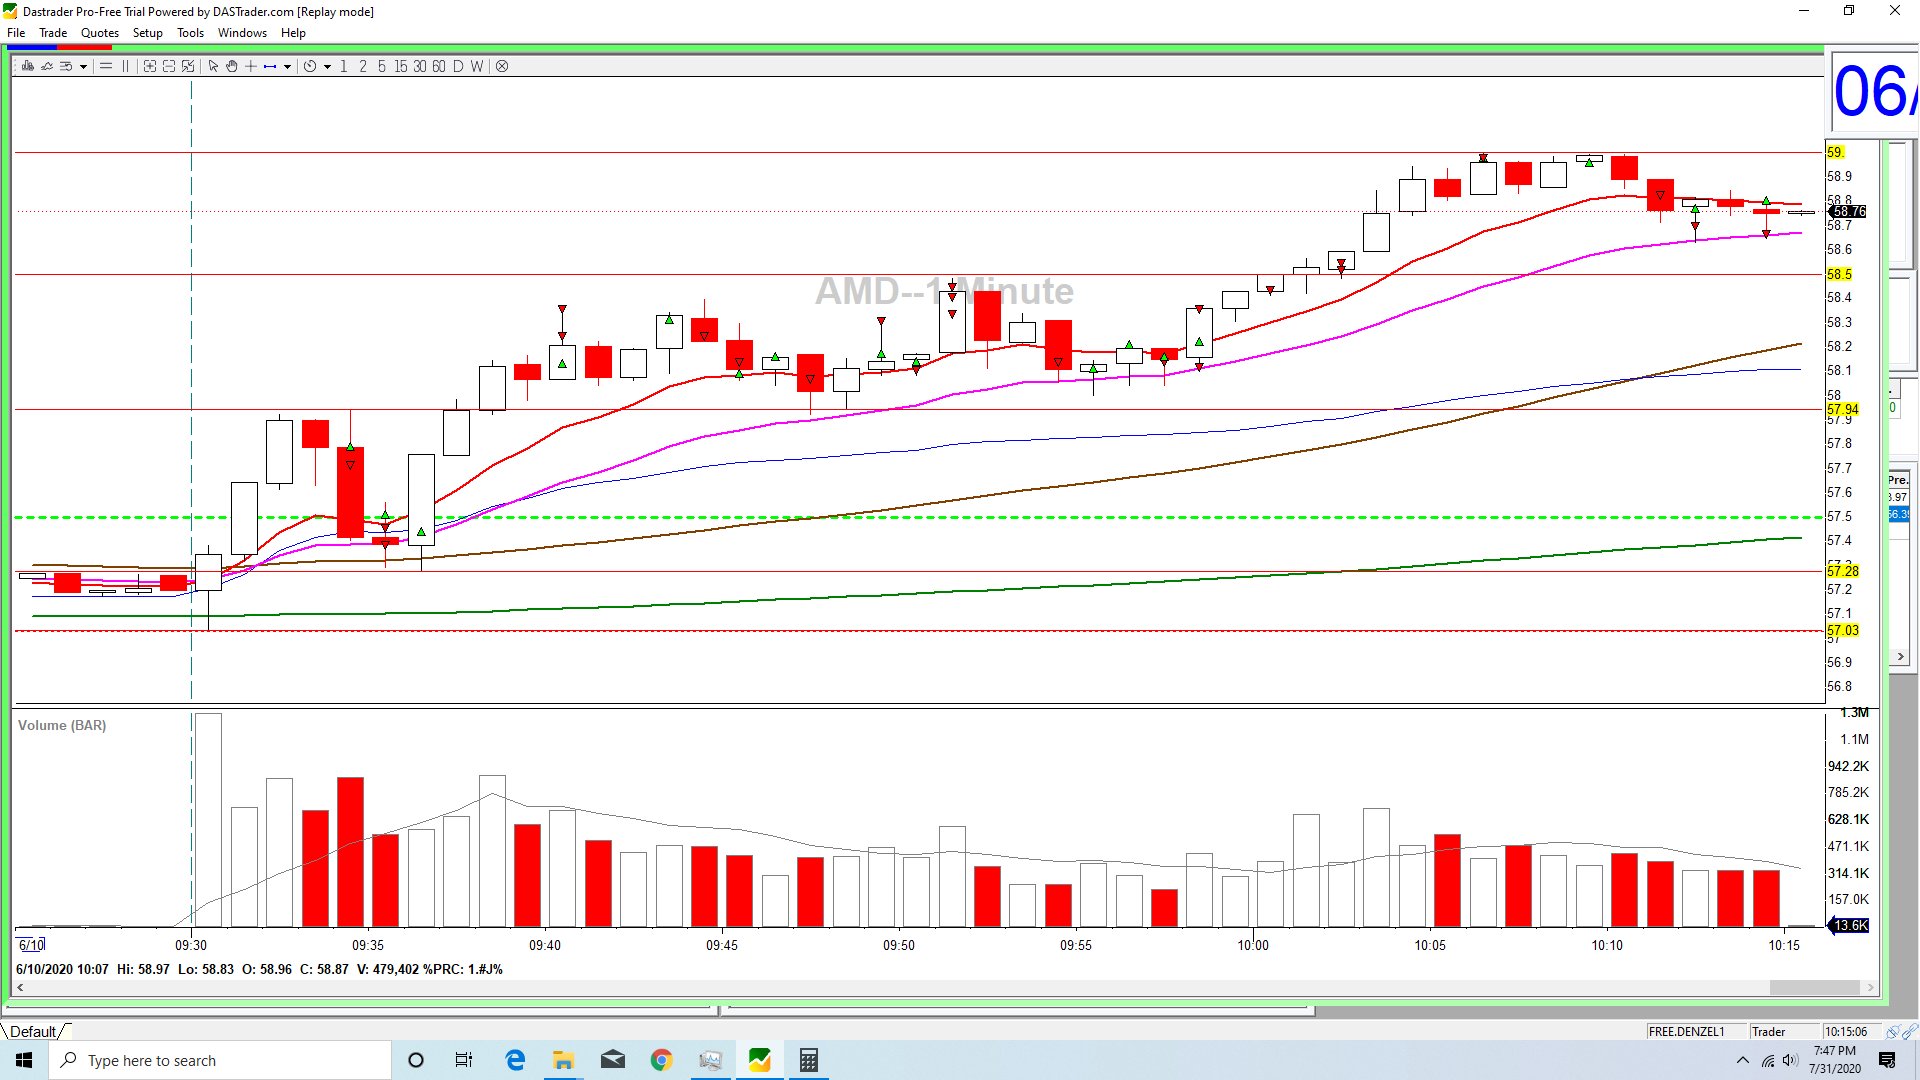 Dastrader Pro-Free Trial Powered by DASTrader.com [Replay mode]
File Trade Quotes Setup Tools Windows Help
1 2 5 15 30 60 D W
06/
AMD--1 Minute
59.
58.9
58.8
58.76
58.7
58.6
58.5
58.4
58.3
58.2
58.1
58
57.94
57.9
57.8
57.7
57.6
57.5
57.4
57.28
57.2
57.1
57.03
57
56.9
56.8
Pre.
Volume (BAR)
1.3M
1.1M
942.2K
785.2K
628.1K
471.1K
314.1K
157.0K
13.6K
6/10 09:30 09:35 09:40 09:45 09:50 09:55 10:00 10:05 10:10 10:15
6/10/2020 10:07 Hi: 58.97 Lo: 58.83 O: 58.96 C: 58.87 V: 479,402 %PRC: 1.#J%
Default
FREE.DENZEL1 Trader 10:15:06
Type here to search
7:47 PM
7/31/2020